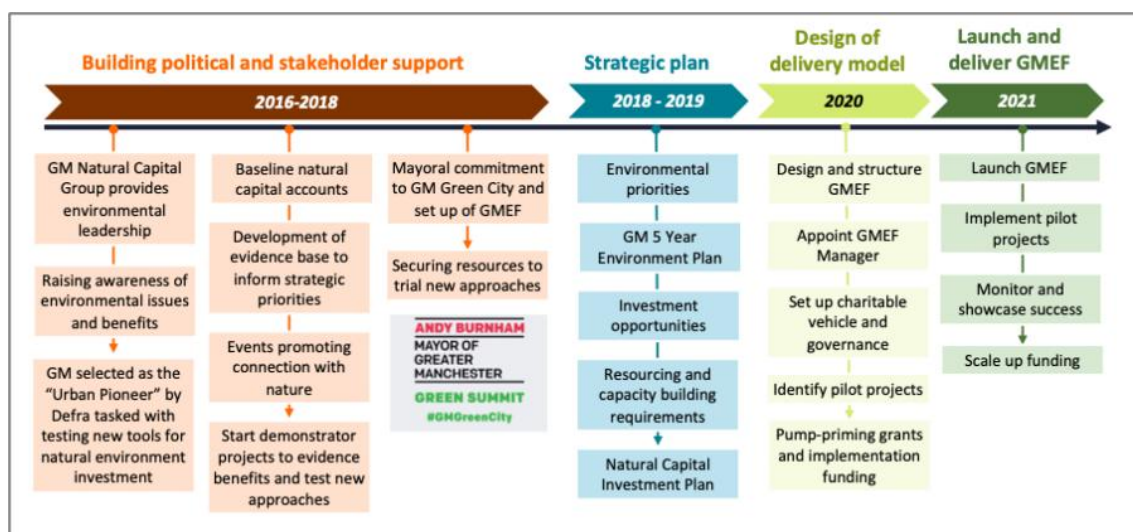 Building political and stakeholder support
Strategic plan
Design of
delivery model
Launch and
deliver GMEF
2016-2018
2018 - 2019
2020
2021
GM Natural Capital
Group provides
environmental
leadership
Raising awareness of
environmental issues
and benefits
GM selected as the
"Urban Pioneer" by
Defra tasked with
testing new tools for
natural environment
investment
Baseline natural
capital accounts
Development of
evidence base to
inform strategic
priorities
Events promoting
connection with
nature
Start demonstrator
projects to evidence
benefits and test new
approaches
Mayoral commitment
to GM Green City and
set up of GMEF
Securing resources to
trial new approaches
ANDY BURNHAM
MAYOR OF
GREATER
MANCHESTER
GREEN SUMMIT
#GMGreenCity
Environmental
priorities
GM 5 Year
Environment Plan
Investment
opportunities
Resourcing and
capacity building
requirements
Natural Capital
Investment Plan
Design and structure
GMEF
Appoint GMEF
Manager
Set up charitable
vehicle and
governance
Identify pilot projects
Pump-priming grants
and implementation
funding
Launch GMEF
Implement pilot
projects
Monitor and
showcase success
Scale up funding